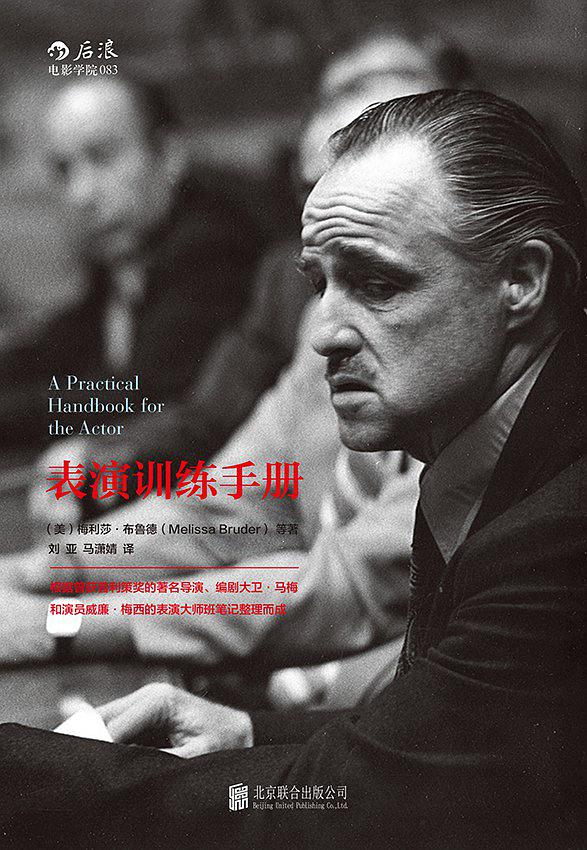 后浪
电影学院083
A Practical
Handbook for
the Actor
表演训练手册
（美）梅利莎·布鲁德（Melissa Bruder）等著
刘 亚 马潇婧 译
根据曾获普利策奖的著名导演、编剧大卫·马梅
和演员威廉·梅西的表演大师班笔记整理而成
北京联合出版公司
Beijing United Publishing Co.,Ltd.